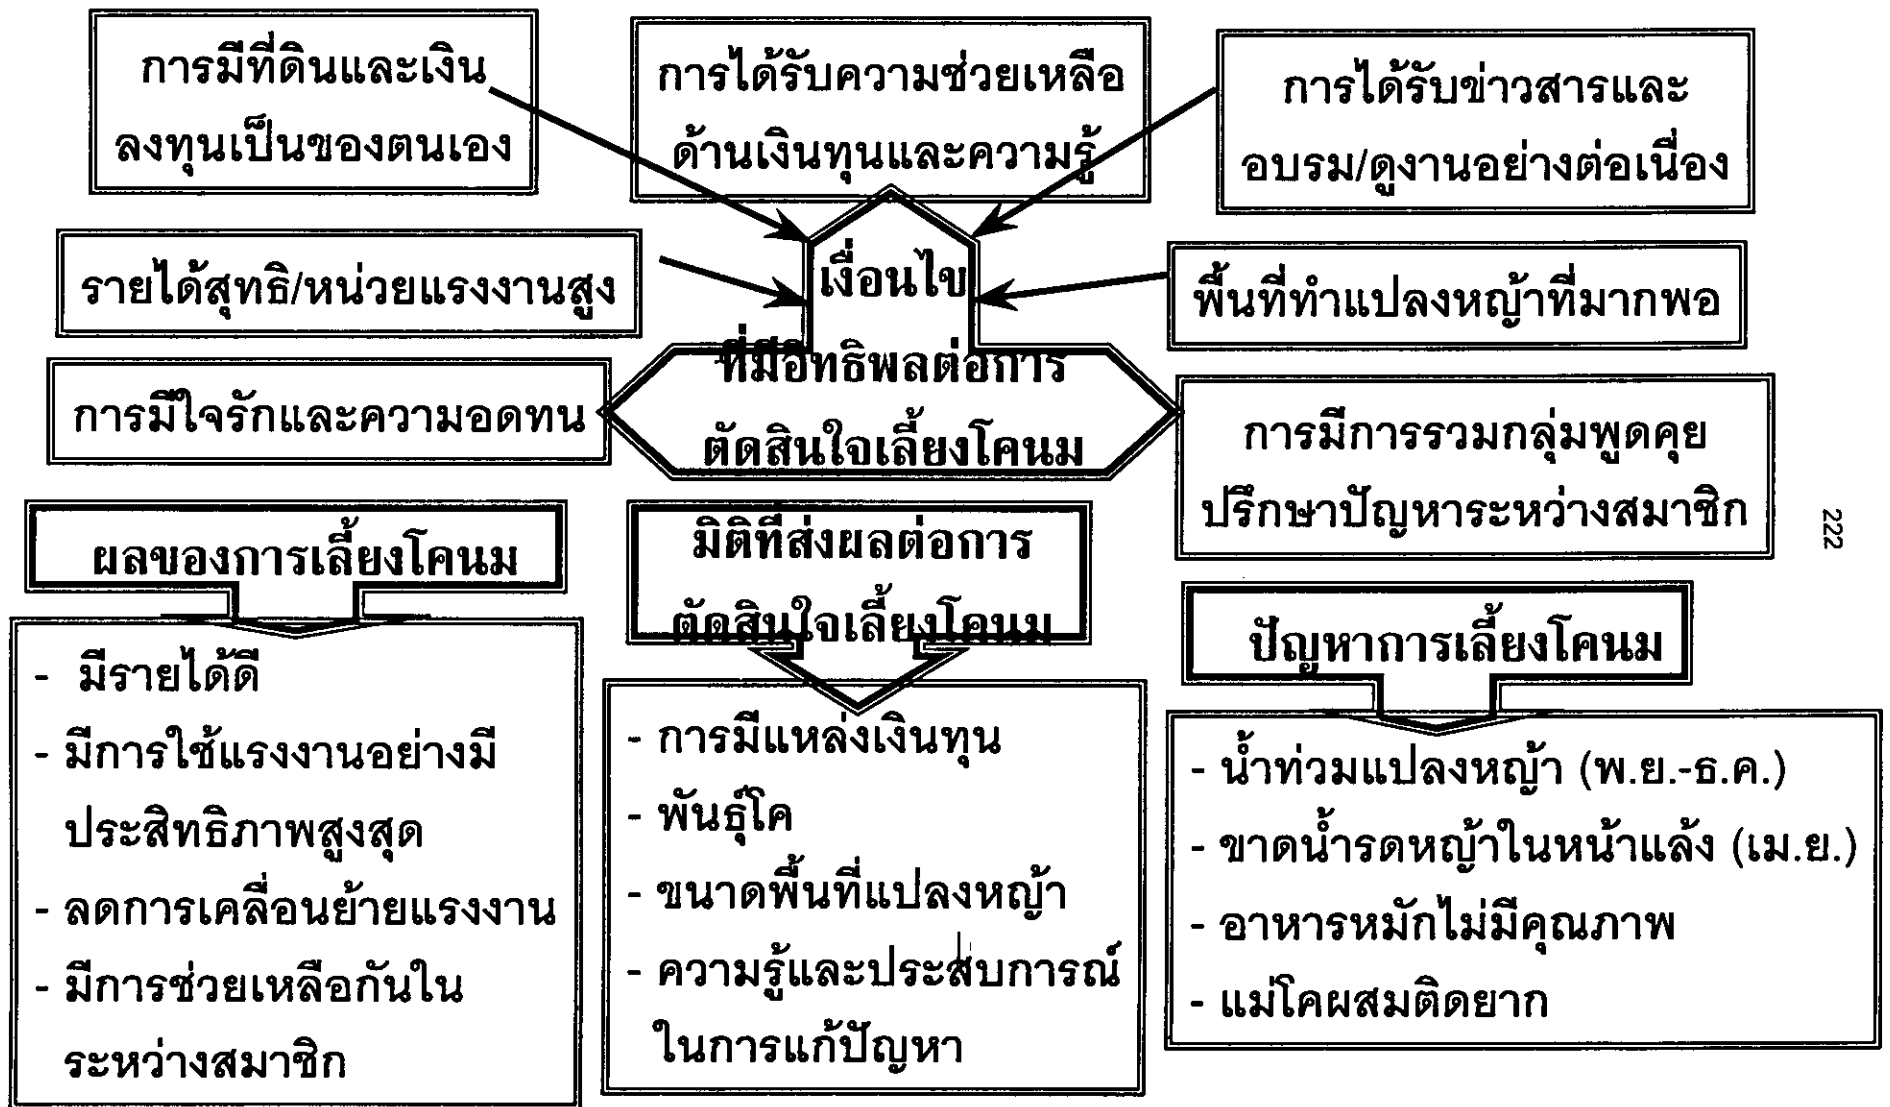 การมีที่ดินและเงิน
ลงทุนเป็นของตนเอง
การได้รับความช่วยเหลือ
ด้านเงินทุนและความรู้
การได้รับข่าวสารและ
อบรม/ดูงานอย่างต่อเนื่อง
รายได้สุทธิ/หน่วยแรงงานสูง
เงื่อนไข
ที่มีอิทธิพลต่อการ
ตัดสินใจเลี้ยงโคนม
พื้นที่ทำแปลงหญ้าที่มากพอ
การมีใจรักและความอดทน
การมีการรวมกลุ่มพูดคุย
ปรึกษาปัญหาระหว่างสมาชิก
222
ผลของการเลี้ยงโคนม
- มีรายได้ดี
- มีการใช้แรงงานอย่างมี
ประสิทธิภาพสูงสุด
- ลดการเคลื่อนย้ายแรงงาน
- มีการช่วยเหลือกันใน
ระหว่างสมาชิก
มิติที่ส่งผลต่อการ
ตัดสินใจเลี้ยงโคนม
- การมีแหล่งเงินทุน
- พันธุ์โค
- ขนาดพื้นที่แปลงหญ้า
- ความรู้และประสบการณ์
ในการแก้ปัญหา
ปัญหาการเลี้ยงโคนม
- น้ำท่วมแปลงหญ้า (พ.ย.-ธ.ค.)
- ขาดน้ำรดหญ้าในหน้าแล้ง (เม.ย.)
- อาหารหมักไม่มีคุณภาพ
- แม่โคผสมติดยาก